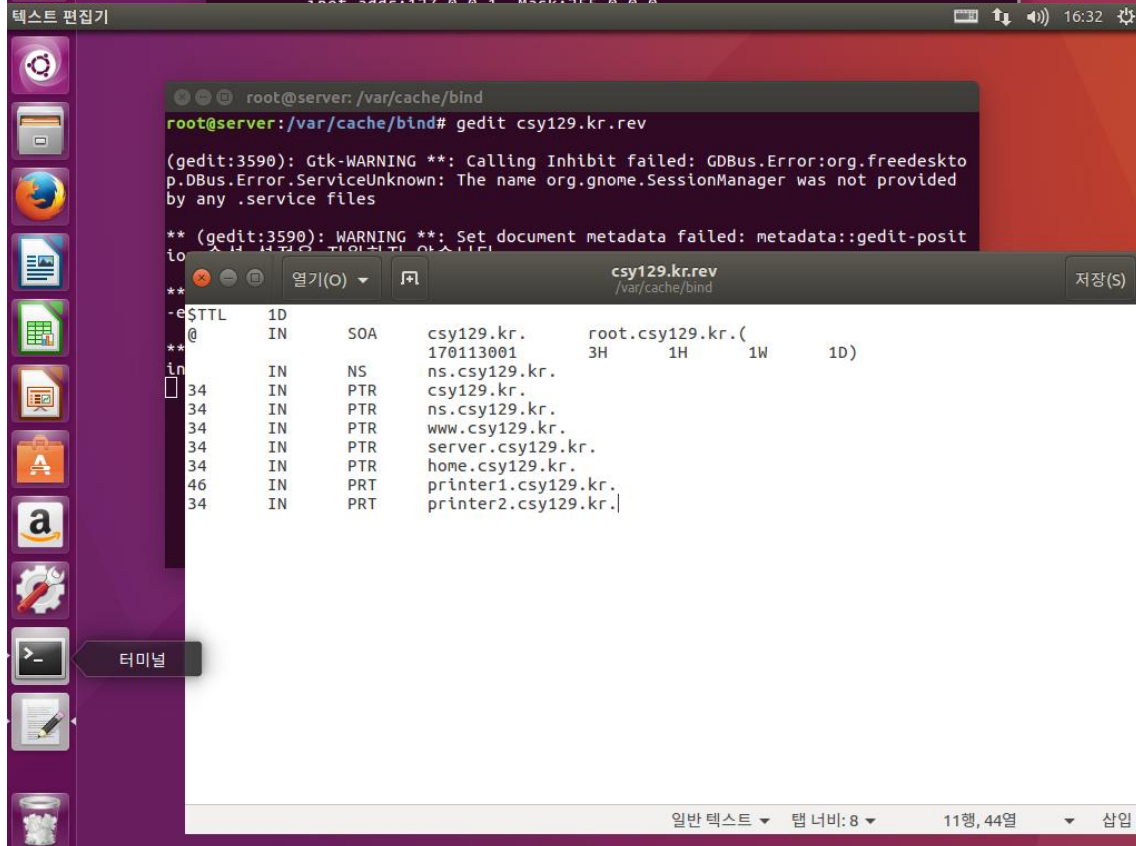 텍스트 편집기
16:32
root@server: /var/cache/bind
root@server:/var/cache/bind# gedit csy129.kr.rev
(gedit:3590): Gtk-WARNING **: Calling Inhibit failed: GDBus.Error:org.freedeskto
p.DBus.Error.ServiceUnknown: The name org.gnome.SessionManager was not provided
by any .service files
** (gedit:3590): WARNING **: Set document metadata failed: metadata::gedit-posit
io
**
-e
**
in
열기(O)
csy129.kr.rev
/var/cache/bind
저장(S)
$TTL 1D
@ IN SOA csy129.kr. root.csy129.kr.(
170113001 3H 1H 1W 1D)
IN NS ns.csy129.kr.
34 IN PTR csy129.kr.
34 IN PTR ns.csy129.kr.
34 IN PTR www.csy129.kr.
34 IN PTR server.csy129.kr.
34 IN PTR home.csy129.kr.
46 IN PRT printer1.csy129.kr.
34 IN PRT printer2.csy129.kr.
터미널
일반 텍스트 탭 너비: 8 11행, 44열 삽입